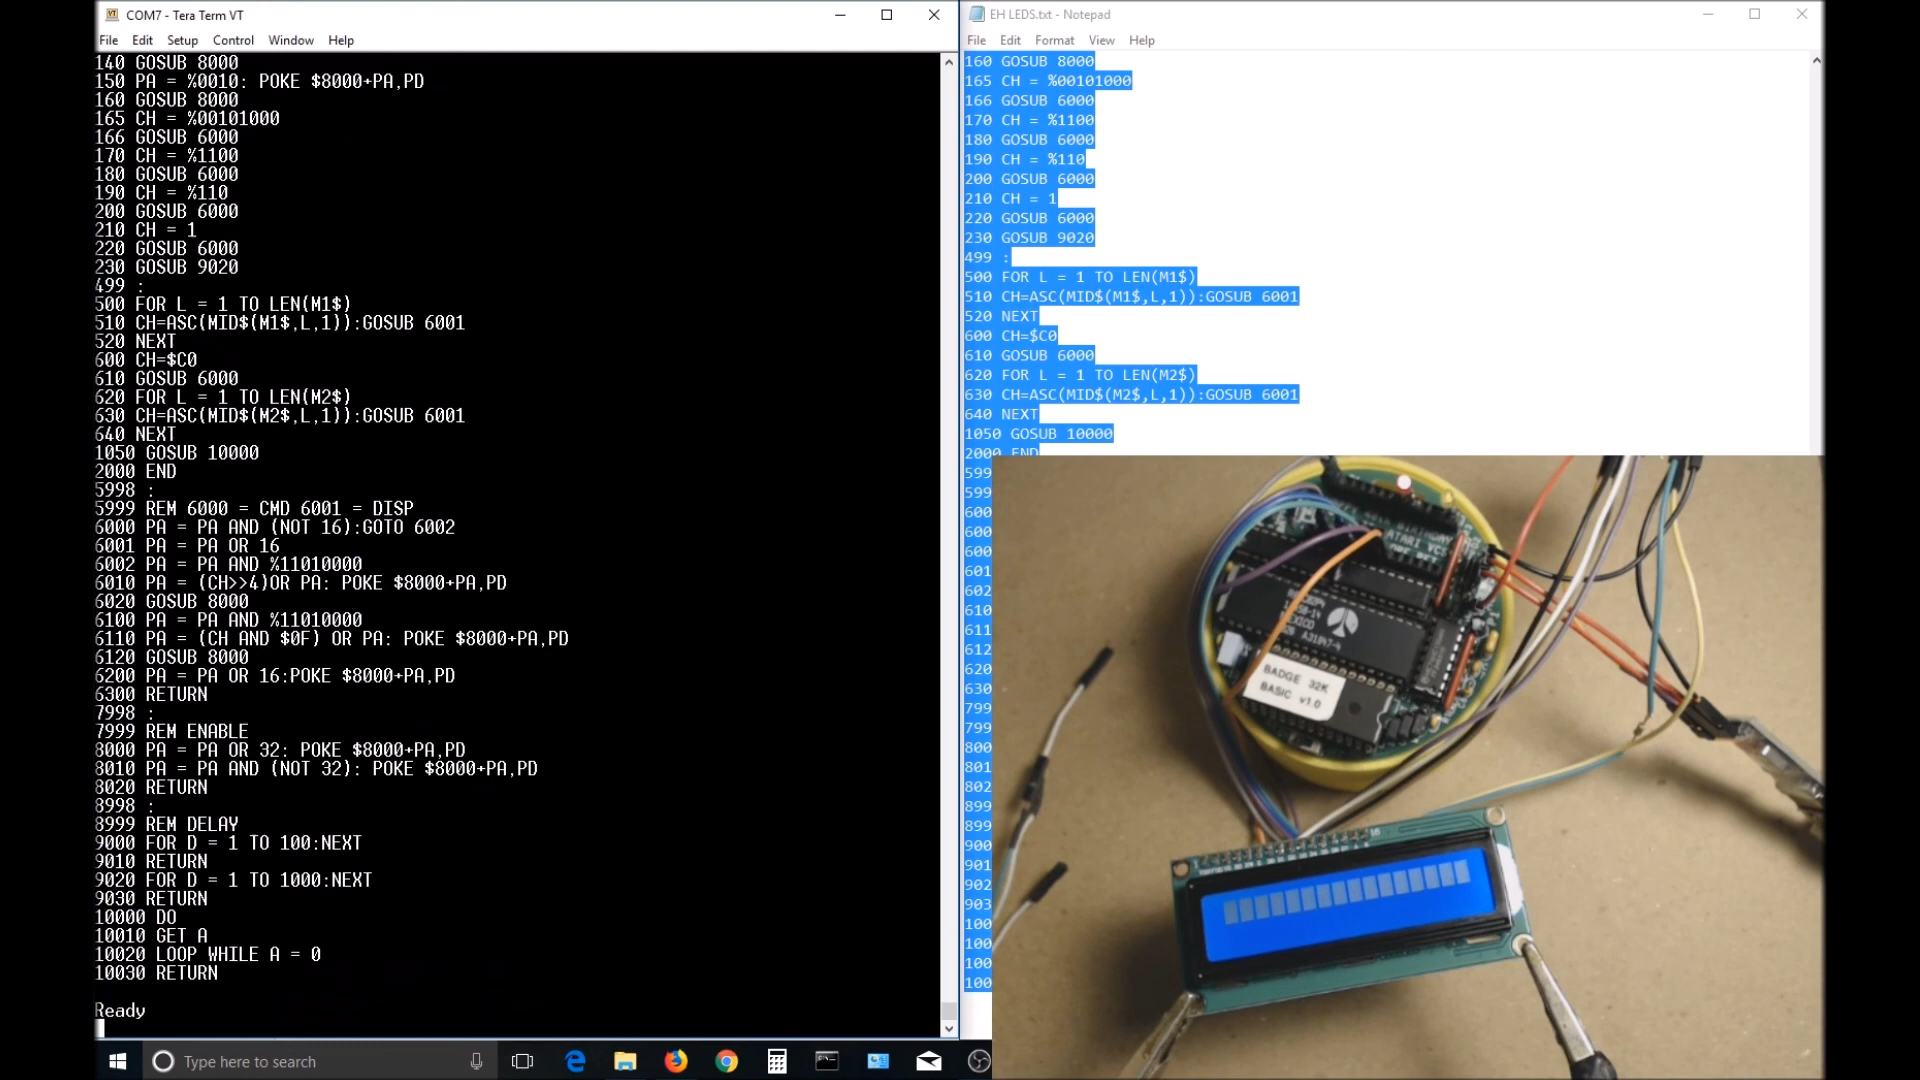 COM7 - Tera Term VT
File Edit Setup Control Window Help
140 GOSUB 8000
150 PA = %0010: POKE $8000+PA,PD
160 GOSUB 8000
165 CH = %00101000
166 GOSUB 6000
170 CH = %1100
180 GOSUB 6000
190 CH = %110
200 GOSUB 6000
210 CH = 1
220 GOSUB 6000
230 GOSUB 9020
499 :
500 FOR L = 1 TO LEN(M1$)
510 CH=ASC(MID$(M1$,L,1)):GOSUB 6001
520 NEXT
600 CH=$C0
610 GOSUB 6000
620 FOR L = 1 TO LEN(M2$)
630 CH=ASC(MID$(M2$,L,1)):GOSUB 6001
640 NEXT
1050 GOSUB 10000
2000 END
5998 :
5999 REM 6000 = CMD 6001 = DISP
6000 PA = PA AND (NOT 16):GOTO 6002
6001 PA = PA OR 16
6002 PA = PA AND %11010000
6010 PA = (CH>>4)OR PA: POKE $8000+PA,PD
6020 GOSUB 8000
6100 PA = PA AND %11010000
6110 PA = (CH AND $0F) OR PA: POKE $8000+PA,PD
6120 GOSUB 8000
6200 PA = PA OR 16:POKE $8000+PA,PD
6300 RETURN
7998 :
7999 REM ENABLE
8000 PA = PA OR 32: POKE $8000+PA,PD
8010 PA = PA AND (NOT 32): POKE $8000+PA,PD
8020 RETURN
8998 :
8999 REM DELAY
9000 FOR D = 1 TO 100:NEXT
9010 RETURN
9020 FOR D = 1 TO 1000:NEXT
9030 RETURN
10000 DO
10010 GET A
10020 LOOP WHILE A = 0
10030 RETURN
Ready
EH LEDS.txt - Notepad
File Edit Format View Help
160 GOSUB 8000
165 CH = %00101000
166 GOSUB 6000
170 CH = %1100
180 GOSUB 6000
190 CH = %110
200 GOSUB 6000
210 CH = 1
220 GOSUB 6000
230 GOSUB 9020
499 :
500 FOR L = 1 TO LEN(M1$)
510 CH=ASC(MID$(M1$,L,1)):GOSUB 6001
520 NEXT
600 CH=$C0
610 GOSUB 6000
620 FOR L = 1 TO LEN(M2$)
630 CH=ASC(MID$(M2$,L,1)):GOSUB 6001
640 NEXT
1050 GOSUB 10000
2000 END
599
599
600
600
600
601
602
610
611
612
620
630
799
799
800
801
802
899
899
900
901
902
903
100
100
100
100
ATARI VCS
BADGE 32K
BASIC v1.0
Type here to search